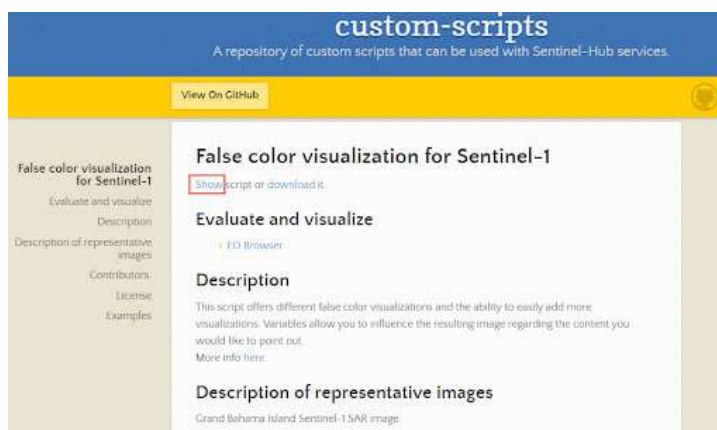 custom-scripts
A repository of custom scripts that can be used with Sentinel-Hub services.
View On GitHub
False color visualization
for Sentinel-1
Evaluate and visualize
Description
Description of representative
images
Contributors
License
Examples
False color visualization for Sentinel-1
Show script or download it
Evaluate and visualize
EO Browser
Description
This script offers different false color visualizations and the ability to easily add more
visualizations. Variables allow you to influence the resulting image regarding the content you
would like to point out.
More info here.
Description of representative images
Grand Bahama Island Sentinel-1 SAR image